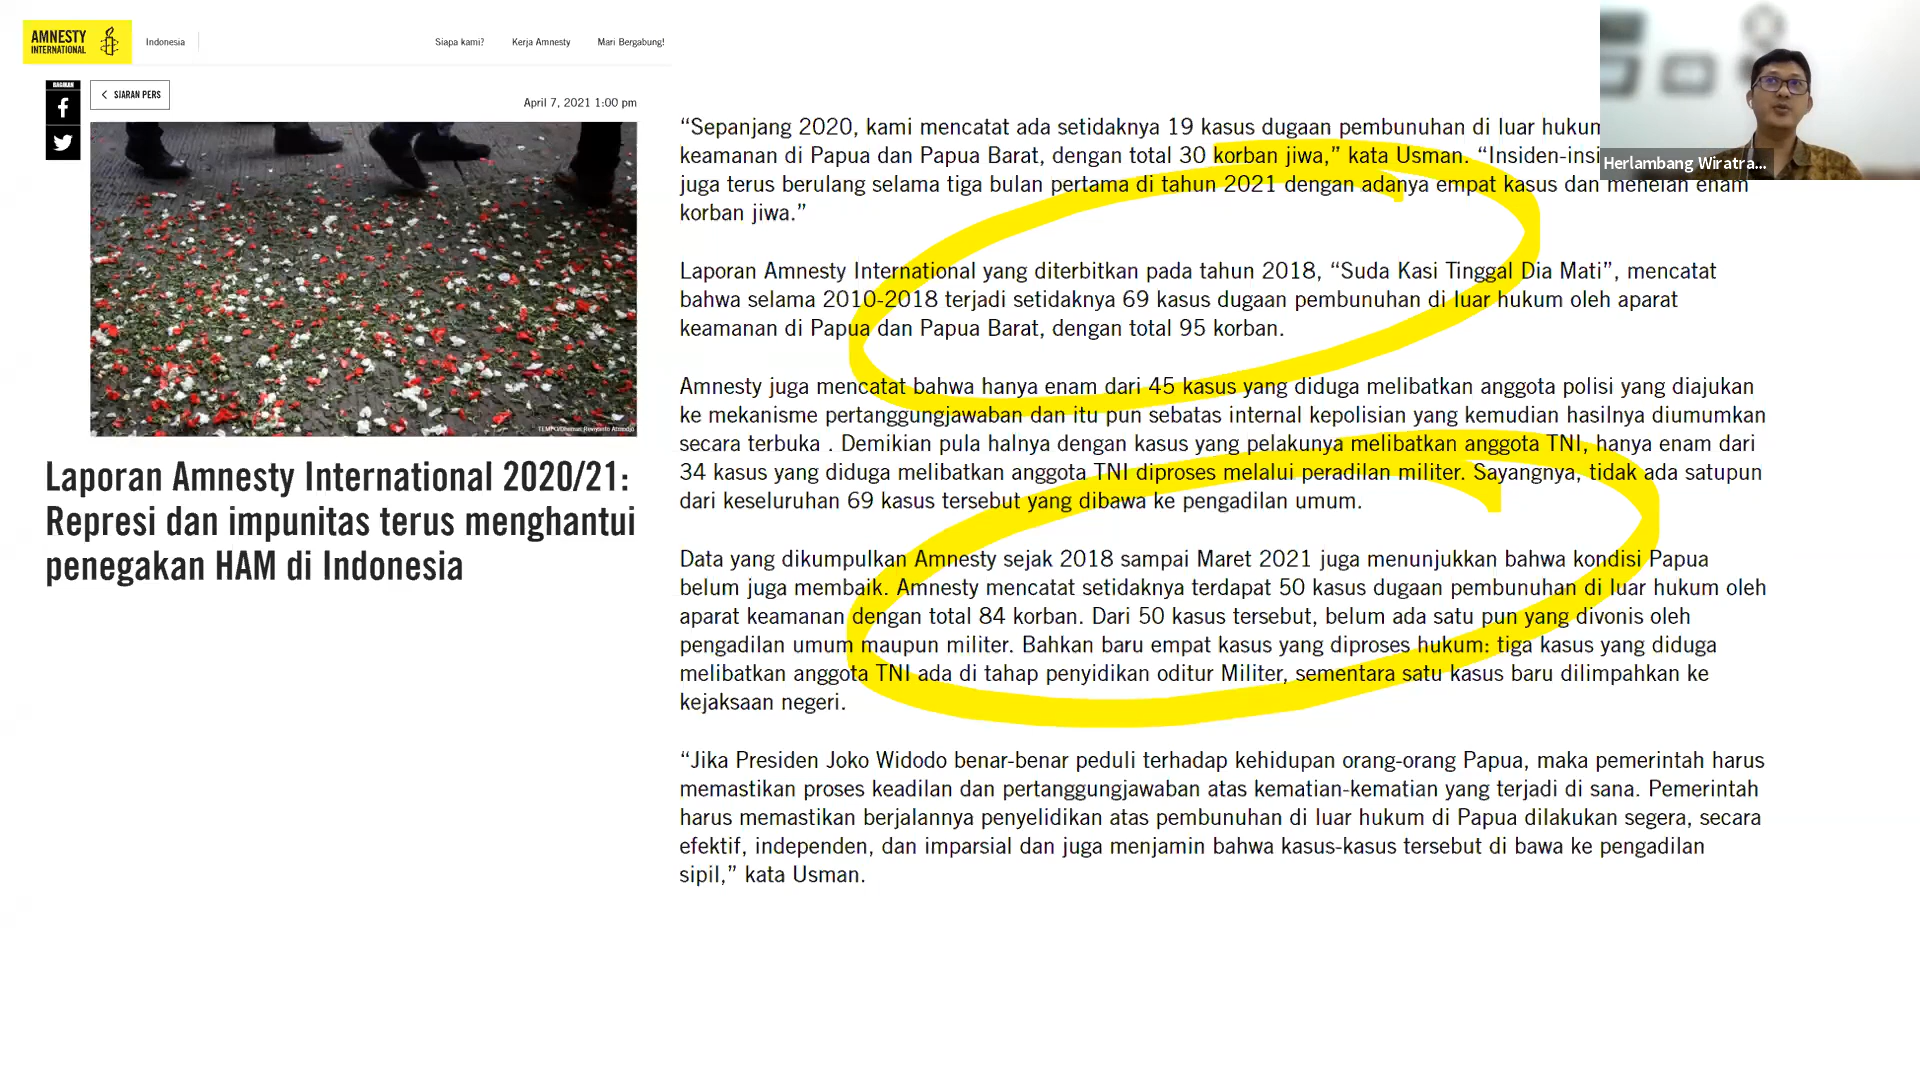 AMNESTY
INTERNATIONAL
Indonesia
Siapa kami?
Kerja Amnesty
Mari Bergabung!
BAGIKAN
SIARAN PERS
April 7, 2021 1:00 pm
Laporan Amnesty International 2020/21:
Represi dan impunitas terus menghantui
penegakan HAM di Indonesia
“Sepanjang 2020, kami mencatat ada setidaknya 19 kasus dugaan pembunuhan di luar hukum
keamanan di Papua dan Papua Barat, dengan total 30 korban jiwa,” kata Usman.
juga terus berulang selama tiga bulan pertama di tahun 2021 dengan adanya empat kasus dan menelan enam
korban jiwa.”
Laporan Amnesty International yang diterbitkan pada tahun 2018, “Suda Kasi Tinggal Dia Mati”, mencatat
bahwa selama 2010-2018 terjadi setidaknya 69 kasus dugaan pembunuhan di luar hukum oleh aparat
keamanan di Papua dan Papua Barat, dengan total 95 korban.
Amnesty juga mencatat bahwa hanya enam dari 45 kasus yang diduga melibatkan anggota polisi yang diajukan
ke mekanisme pertanggungjawaban dan itu pun sebatas internal kepolisian yang kemudian hasilnya diumumkan
secara terbuka . Demikian pula halnya dengan kasus yang pelakunya melibatkan anggota TNI, hanya enam dari
34 kasus yang diduga melibatkan anggota TNI diproses melalui peradilan militer. Sayangnya, tidak ada satupun
dari keseluruhan 69 kasus tersebut yang dibawa ke pengadilan umum.
Data yang dikumpulkan Amnesty sejak 2018 sampai Maret 2021 juga menunjukkan bahwa kondisi Papua
belum juga membaik. Amnesty mencatat setidaknya terdapat 50 kasus dugaan pembunuhan di luar hukum oleh
aparat keamanan dengan total 84 korban. Dari 50 kasus tersebut, belum ada satu pun yang divonis oleh
pengadilan umum maupun militer. Bahkan baru empat kasus yang diproses hukum: tiga kasus yang diduga
melibatkan anggota TNI ada di tahap penyidikan oditur Militer, sementara satu kasus baru dilimpahkan ke
kejaksaan negeri.
“Jika Presiden Joko Widodo benar-benar peduli terhadap kehidupan orang-orang Papua, maka pemerintah harus
memastikan proses keadilan dan pertanggungjawaban atas kematian-kematian yang terjadi di sana. Pemerintah
harus memastikan berjalannya penyelidikan atas pembunuhan di luar hukum di Papua dilakukan segera, secara
efektif, independen, dan imparsial dan juga menjamin bahwa kasus-kasus tersebut di bawa ke pengadilan
sipil,” kata Usman.
Herlambang Wiratra...